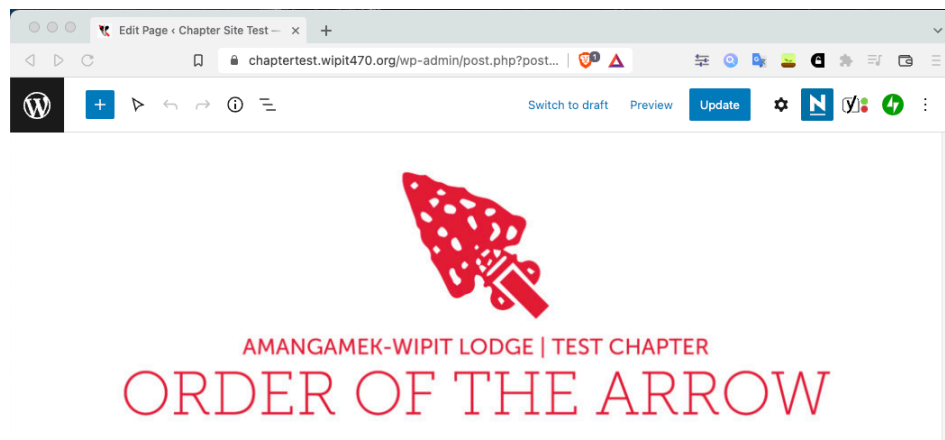 Edit Page ‹ Chapter Site Test —
chaptertest.wipit470.org/wp-admin/post.php?post...
Switch to draft Preview Update
AMANGAMEK-WIPIT LODGE | TEST CHAPTER
ORDER OF THE ARROW